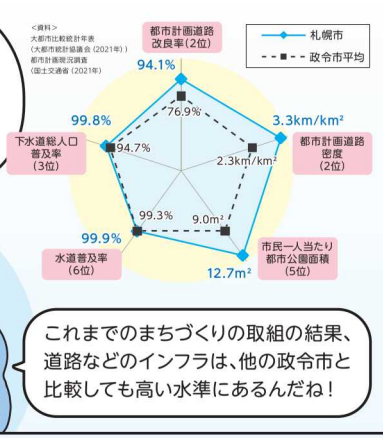 <資料>
大都市比較統計年表
(大都市統計協議会(2021年))
都市計画現況調査
(国土交通省(2021年)
都市計画道路
改良率(2位)
札幌市
政令市平均
94.1%
76.9%
99.8%
下水道総人口
普及率
(3位)
94.7%
3.3km/km²
2.3km/km²
都市計画道路
密度
(2位)
99.3%
9.0m²
99.9%
水道普及率
(6位)
12.7m²
市民一人当たり
都市公園面積
(5位)
これまでのまちづくりの取組の結果、
道路などのインフラは、他の政令市と
比較しても高い水準にあるんだね!